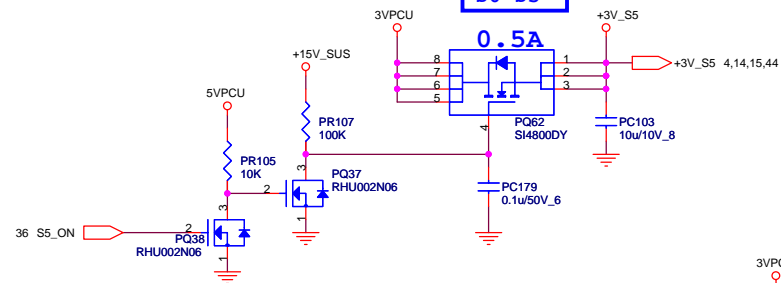 3VPCU
+3V_S5
0.5A
+15V_SUS
8 1
+3V_S5 4,14,15,44
7 2
6 3
5
5VPCU
PR107
100K
4
PQ62
SI4800DY
PC103
10u/10V_8
PR105
10K
3
PQ37
RHU002N06
2
PC179
0.1u/50V_6
3
1
36 S5_ON
2
PQ38
RHU002N06
1